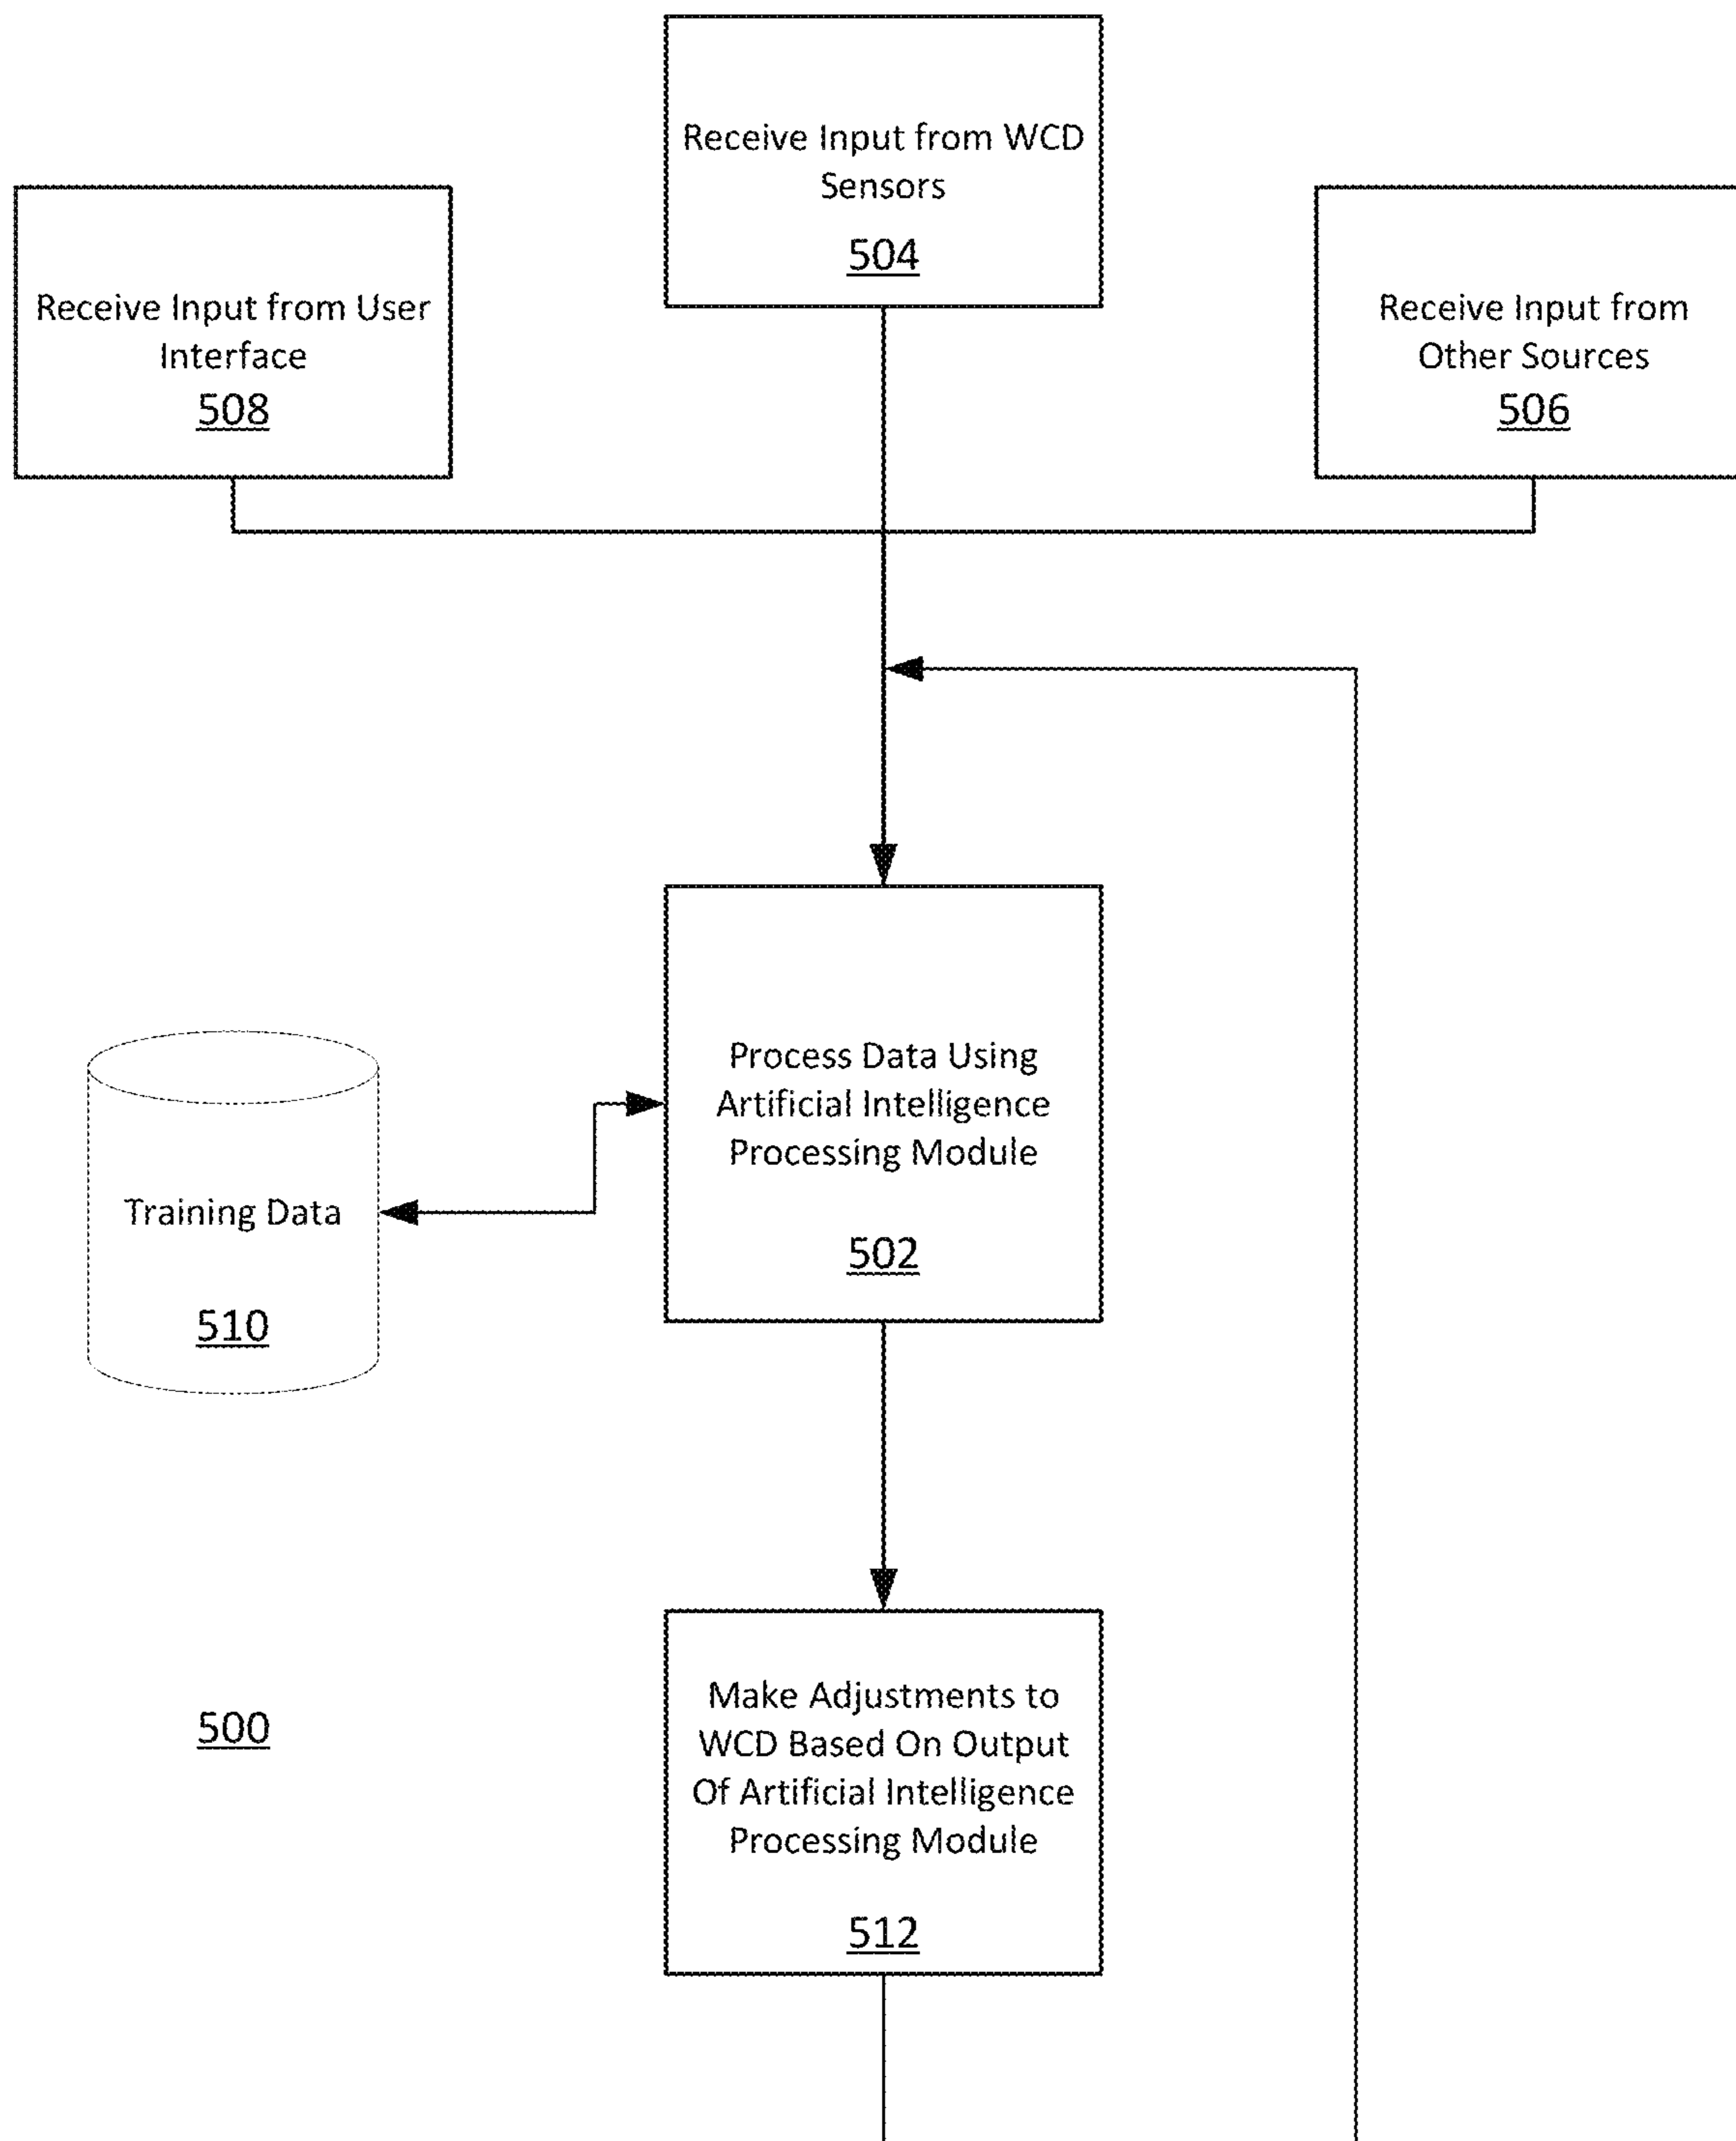 Receive Input from WCD
Sensors
504
Receive Input from User
Interface
508
Receive Input from
Other Sources
506
Process Data Using
Artificial Intelligence
Processing Module
502
Training Data
510
Make Adjustments to
WCD Based On Output
Of Artificial Intelligence
Processing Module
512
500